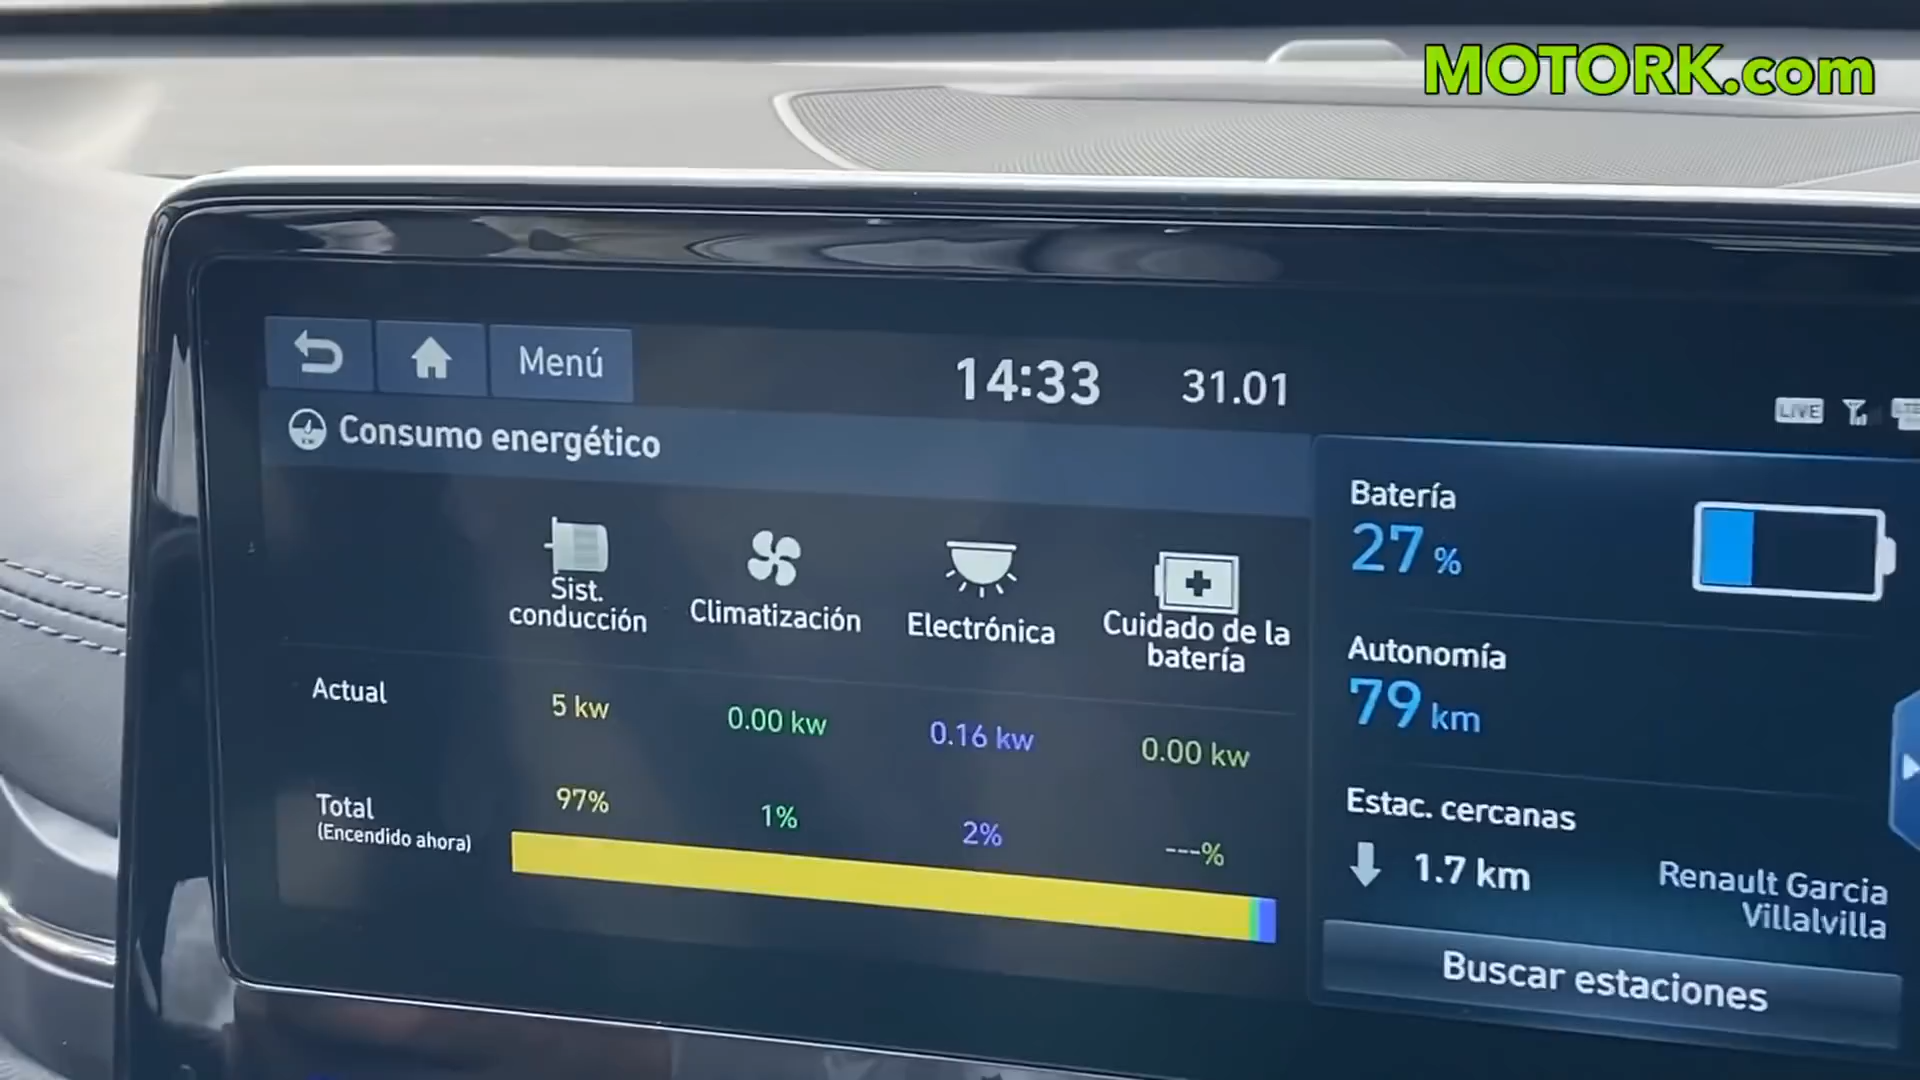 MOTORK.com
Menú
14:33
31.01
LIVE
Consumo energético
Sist.
conducción
Climatización
Electrónica
Cuidado de la
batería
Actual
5 kw
0.00 kw
0.16 kw
0.00 kw
Total
(Encendido ahora)
97%
1%
2%
---%
Batería
27 %
Autonomía
79 km
Estac. cercanas
1.7 km
Renault Garcia
Villalvilla
Buscar estaciones